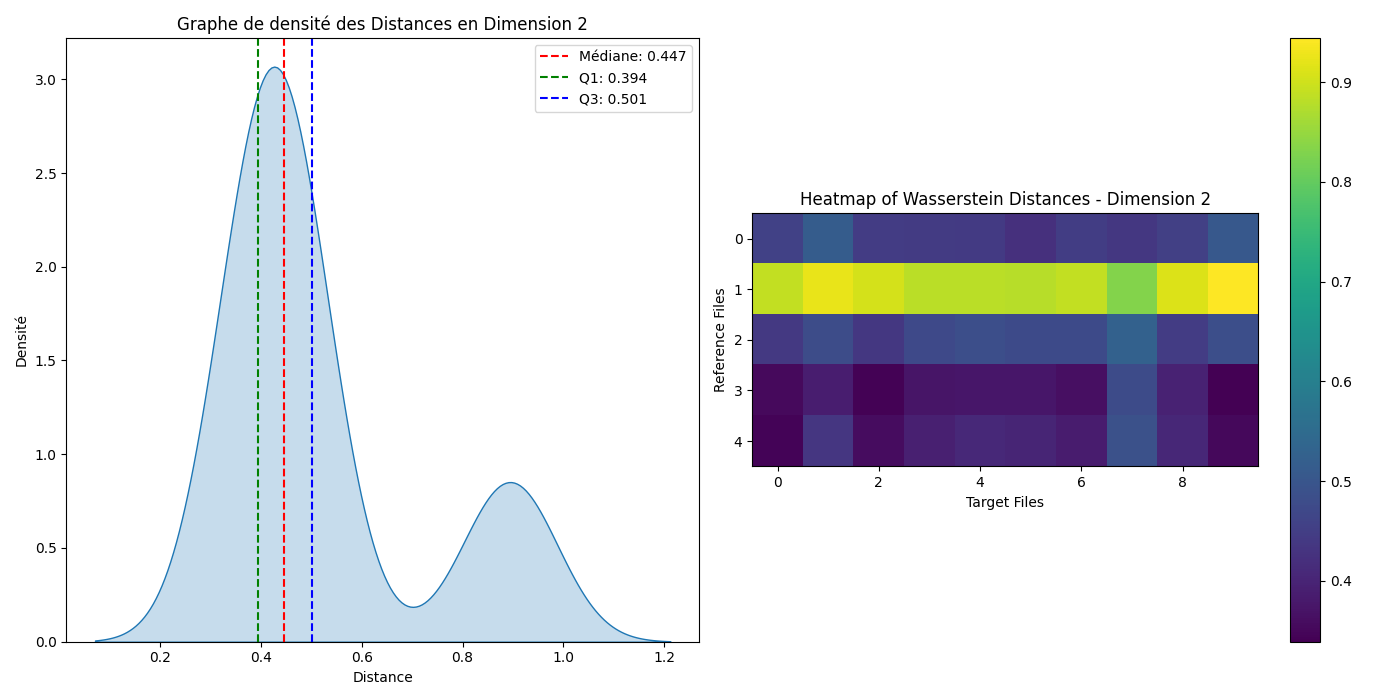 Graphe de densité des Distances en Dimension 2
Médiane: 0.447
Q1: 0.394
Q3: 0.501
3.0
2.5
2.0
1.5
1.0
0.5
0.0
Densité
0.2 0.4 0.6 0.8 1.0 1.2
Distance
Heatmap of Wasserstein Distances - Dimension 2
0
1
2
3
4
Reference Files
0 2 4 6 8
Target Files
0.9
0.8
0.7
0.6
0.5
0.4